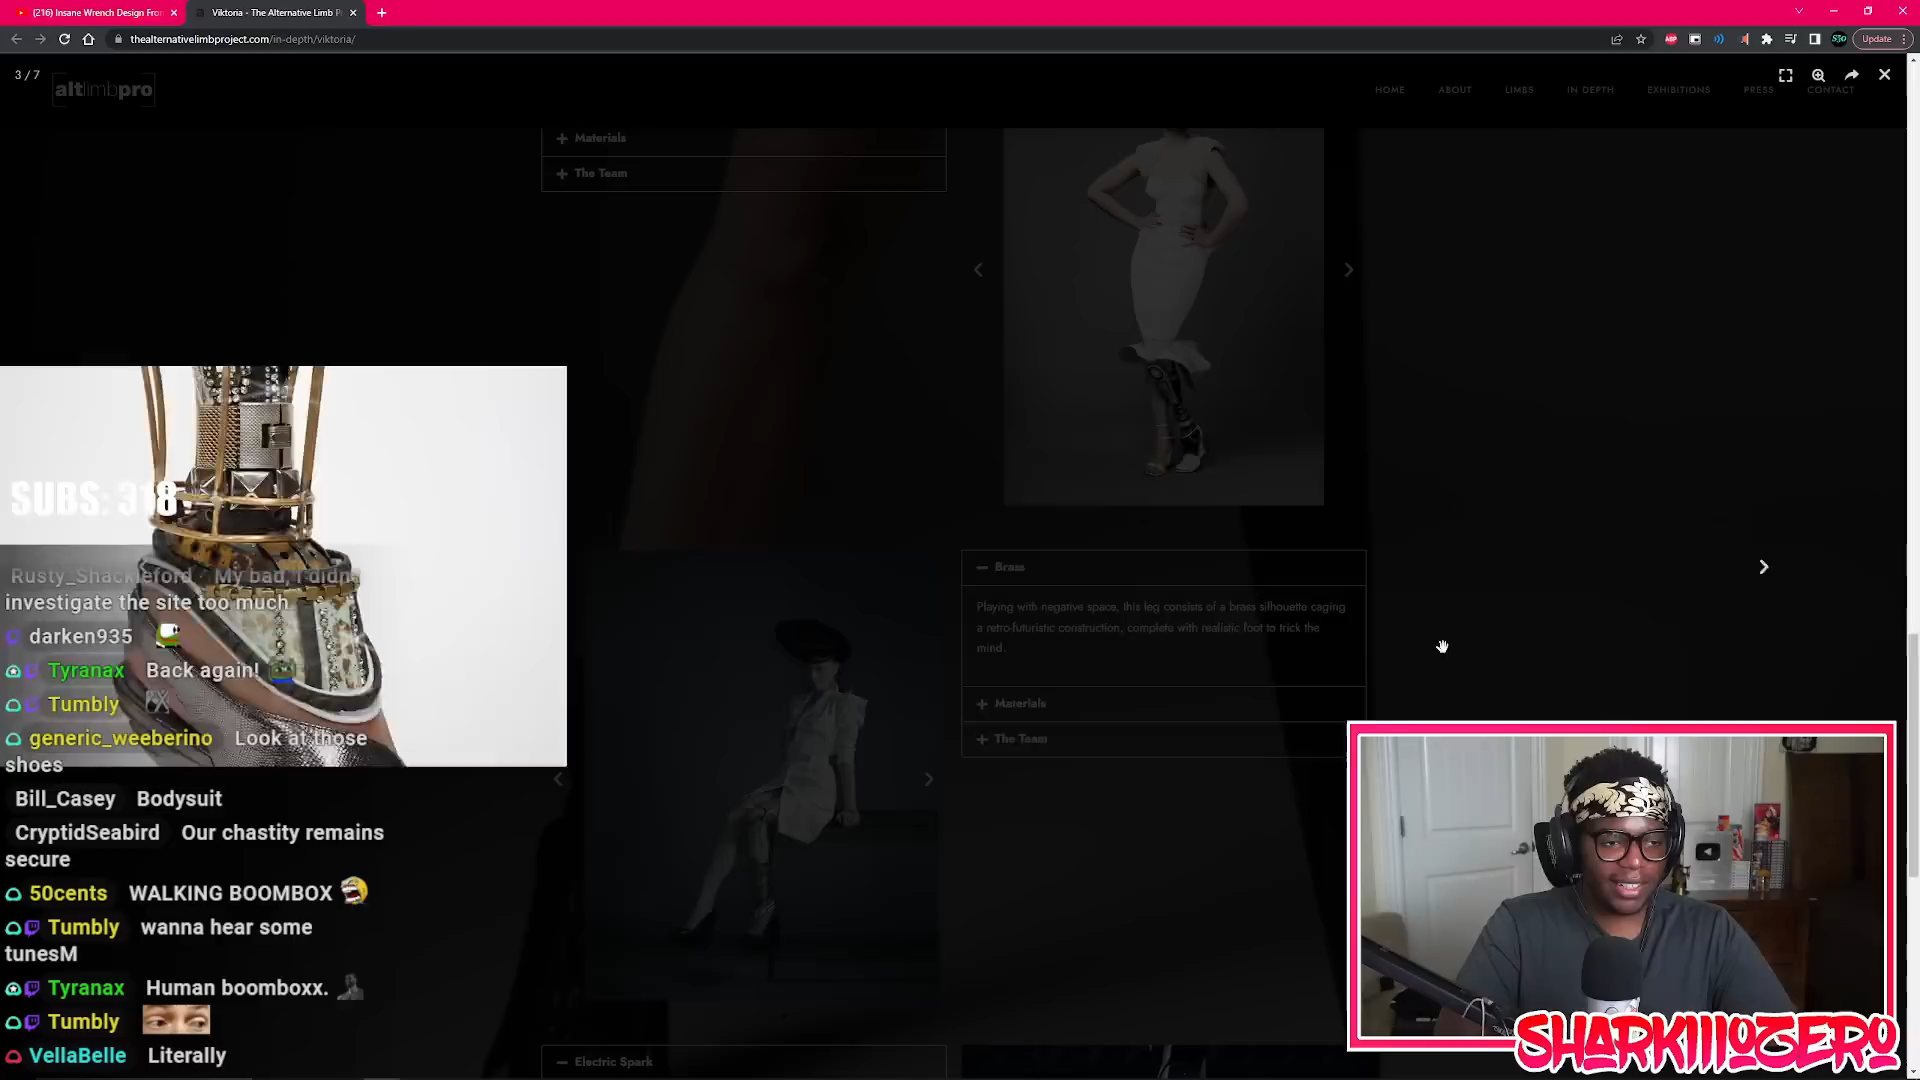 (216) Insane Wrench Design Fro
Viktoria - The Alternative Limb P
thealternativelimbproject.com/in-depth/viktoria/
ABP
S30
Update
3 / 7
altlimbpro
HOME
ABOUT
LIMBS
IN DEPTH
EXHIBITIONS
PRESS
CONTACT
Materials
The Team
Brass
Playing with negative space, this leg consists of a brass silhouette caging
a retro-futuristic construction, complete with realistic foot to trick the
mind.
Materials
The Team
Electric Spark
SUBS: 318
Rusty_Shackleford My bad, I didn
investigate the site too much
darken935
Tyranax Back again!
Tumbly
generic_weeberino Look at those
shoes
Bill_Casey Bodysuit
CryptidSeabird Our chastity remains
secure
50cents WALKING BOOMBOX
Tumbly wanna hear some
tunesM
Tyranax Human boomboxx.
Tumbly
VellaBelle Literally
SHARKIIIOZERO